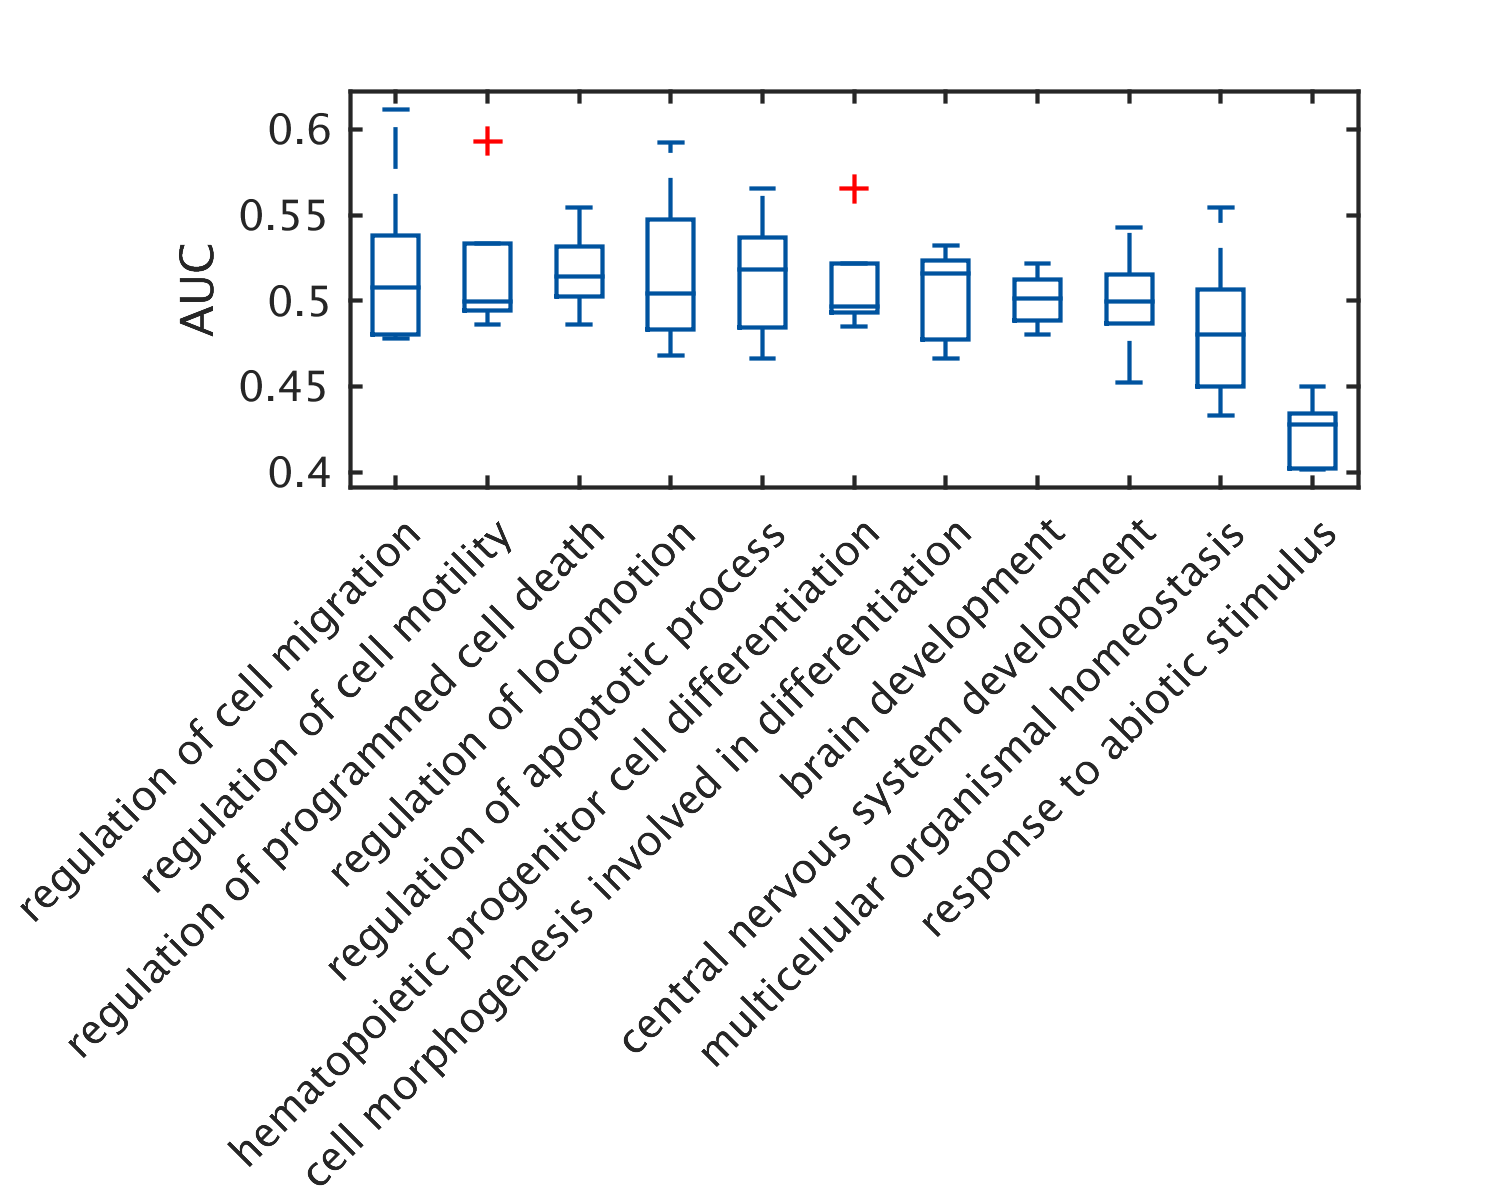 0.6
0.55
0.5
0.45
0.4
AUC
regulation of cell migration
regulation of cell motility
regulation of programmed cell death
regulation of locomotion
regulation of apoptotic process
hematopoietic progenitor cell differentiation
cell morphogenesis involved in differentiation
brain development
central nervous system development
multicellular organismal homeostasis
response to abiotic stimulus